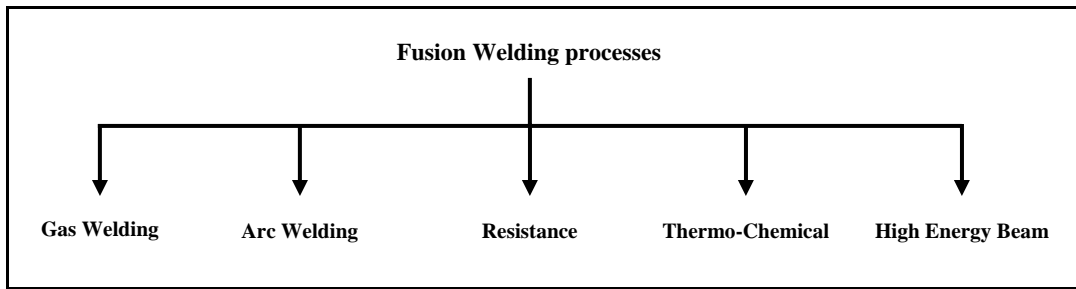 Fusion Welding processes
Gas Welding
Arc Welding
Resistance
Thermo-Chemical
High Energy Beam